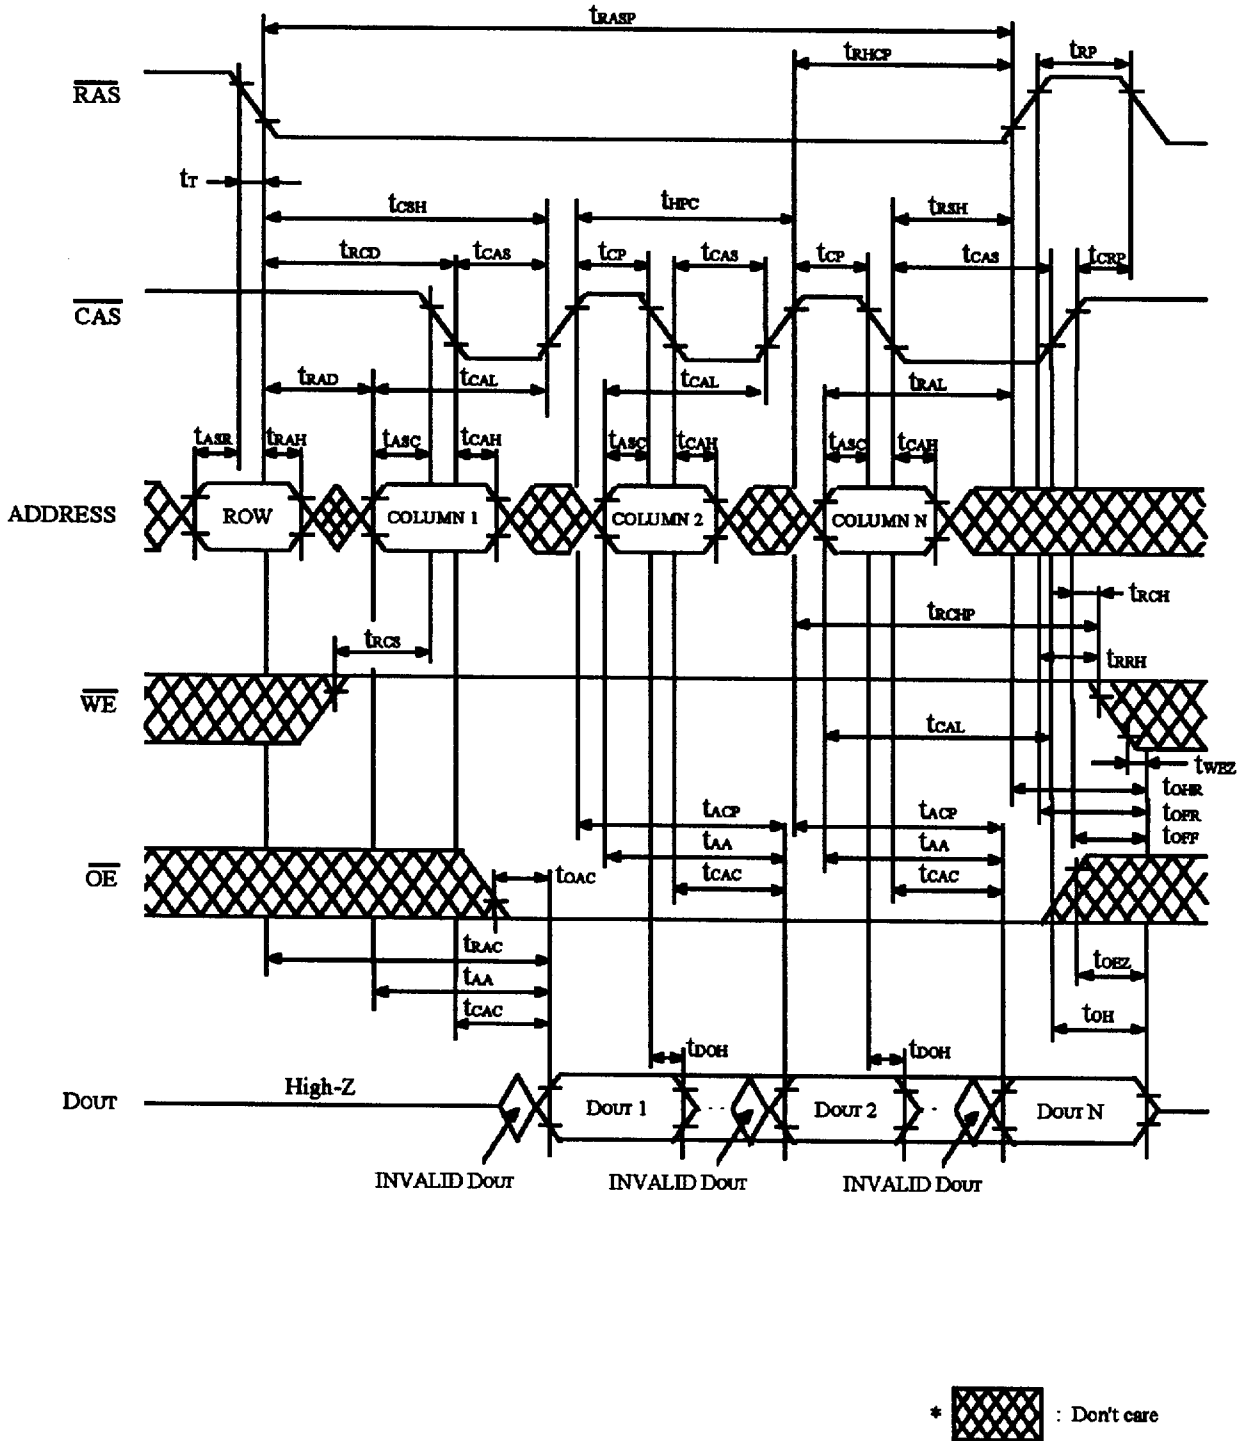 tRASP
tRHCP
tRP
RAS
tT
tCSH
tHPC
tRSH
tRCD
tCAS
tCP
tCAS
tCP
tCAS
tCRP
CAS
tRAD
tCAL
tCAL
tRAL
tASR
tRAH
tASC
tCAH
tASC
tCAH
tASC
tCAH
ADDRESS
ROW
COLUMN 1
COLUMN 2
COLUMN N
tRCH
tRCHP
tRCS
tRRH
WE
tCAL
tWEZ
tOHR
tACP
tACP
tOFR
tOFF
tAA
tAA
OE
tOAC
tCAC
tCAC
tRAC
tOEZ
tAA
tCAC
tOH
tDOH
tDOH
High-Z
DOUT
DOUT 1
DOUT 2
DOUT N
INVALID DOUT
INVALID DOUT
INVALID DOUT
* : Don't care